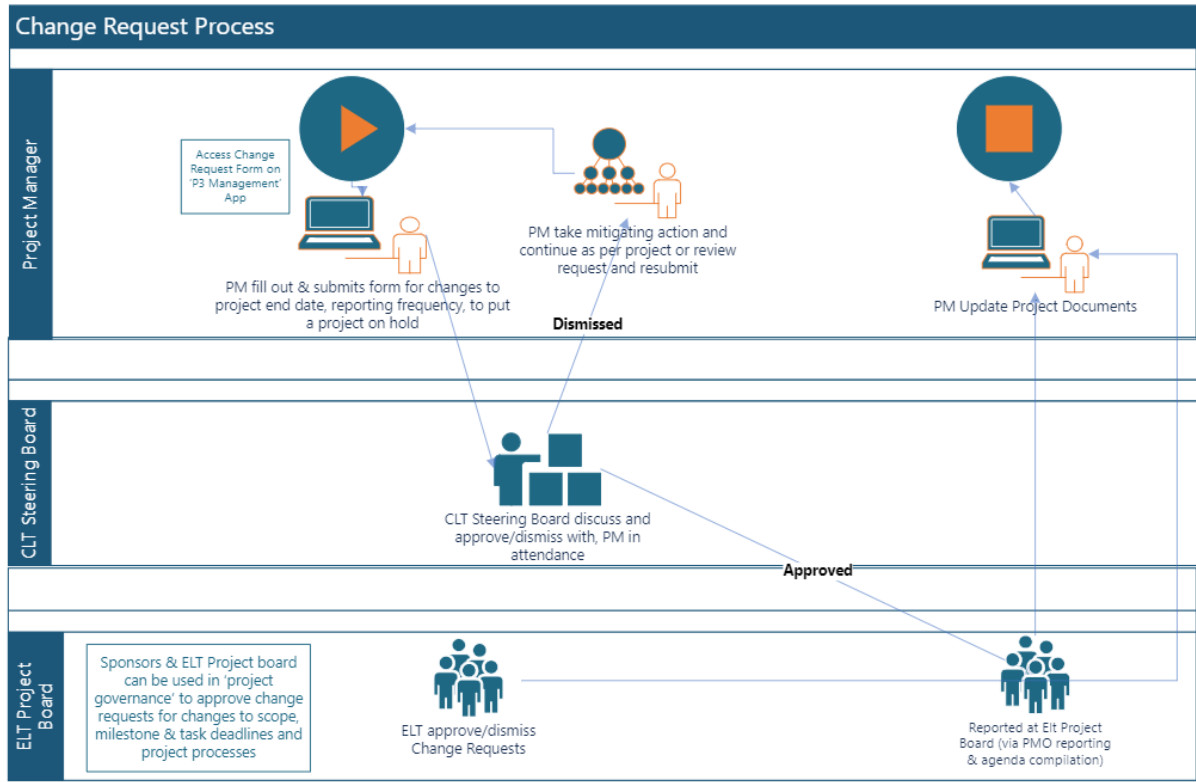 Change Request Process
Project Manager
Access Change
Request Form on
'P3 Management'
App
PM fill out & submits form for changes to
project end date, reporting frequency, to put
a project on hold
PM take mitigating action and
continue as per project or review
request and resubmit
Dismissed
PM Update Project Documents
CLT Steering Board
CLT Steering Board discuss and
approve/dismiss with, PM in
attendance
Approved
ELT Project
Board
Sponsors & ELT Project board
can be used in 'project
governance' to approve change
requests for changes to scope,
milestone & task deadlines and
project processes
ELT approve/dismiss
Change Requests
Reported at Elt Project
Board (via PMO reporting
& agenda compilation)